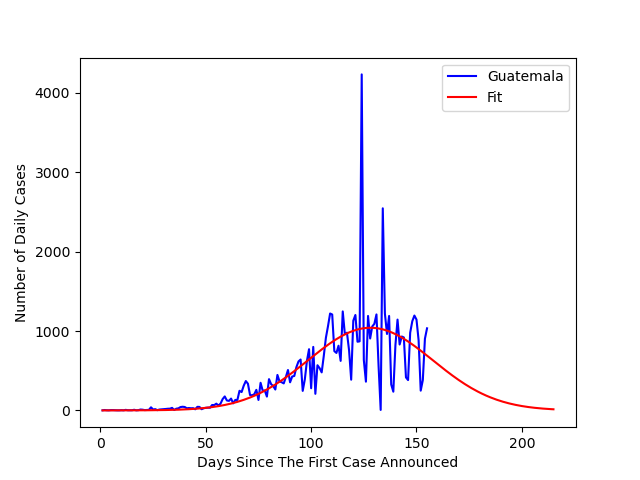 Guatemala
Fit
4000
3000
2000
1000
0
Number of Daily Cases
0 50 100 150 200
Days Since The First Case Announced